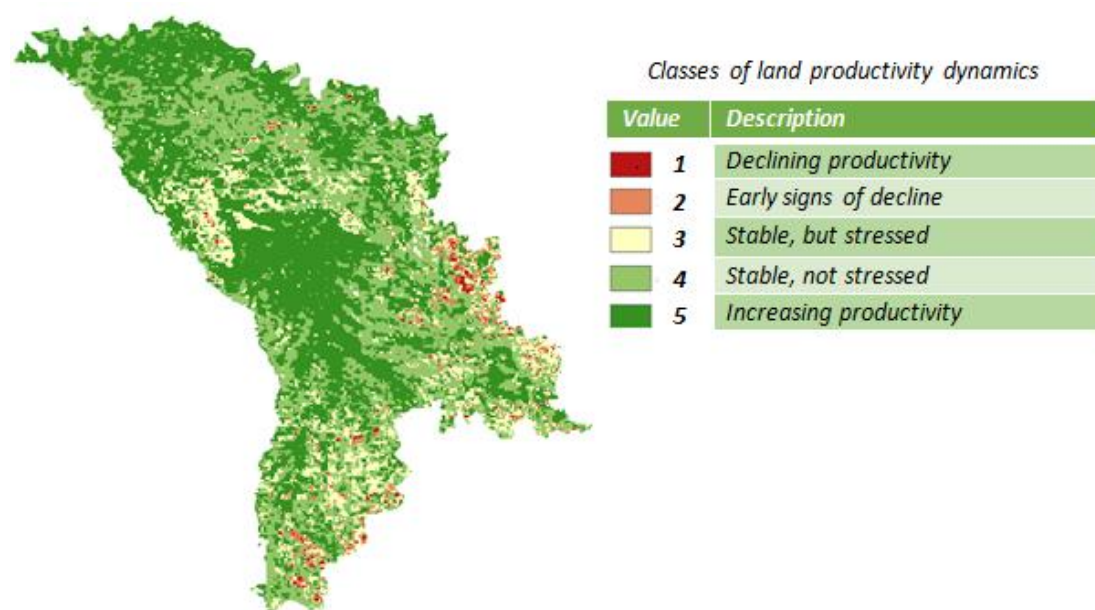 Classes of land productivity dynamics
Value Description
1 Declining productivity
2 Early signs of decline
3 Stable, but stressed
4 Stable, not stressed
5 Increasing productivity